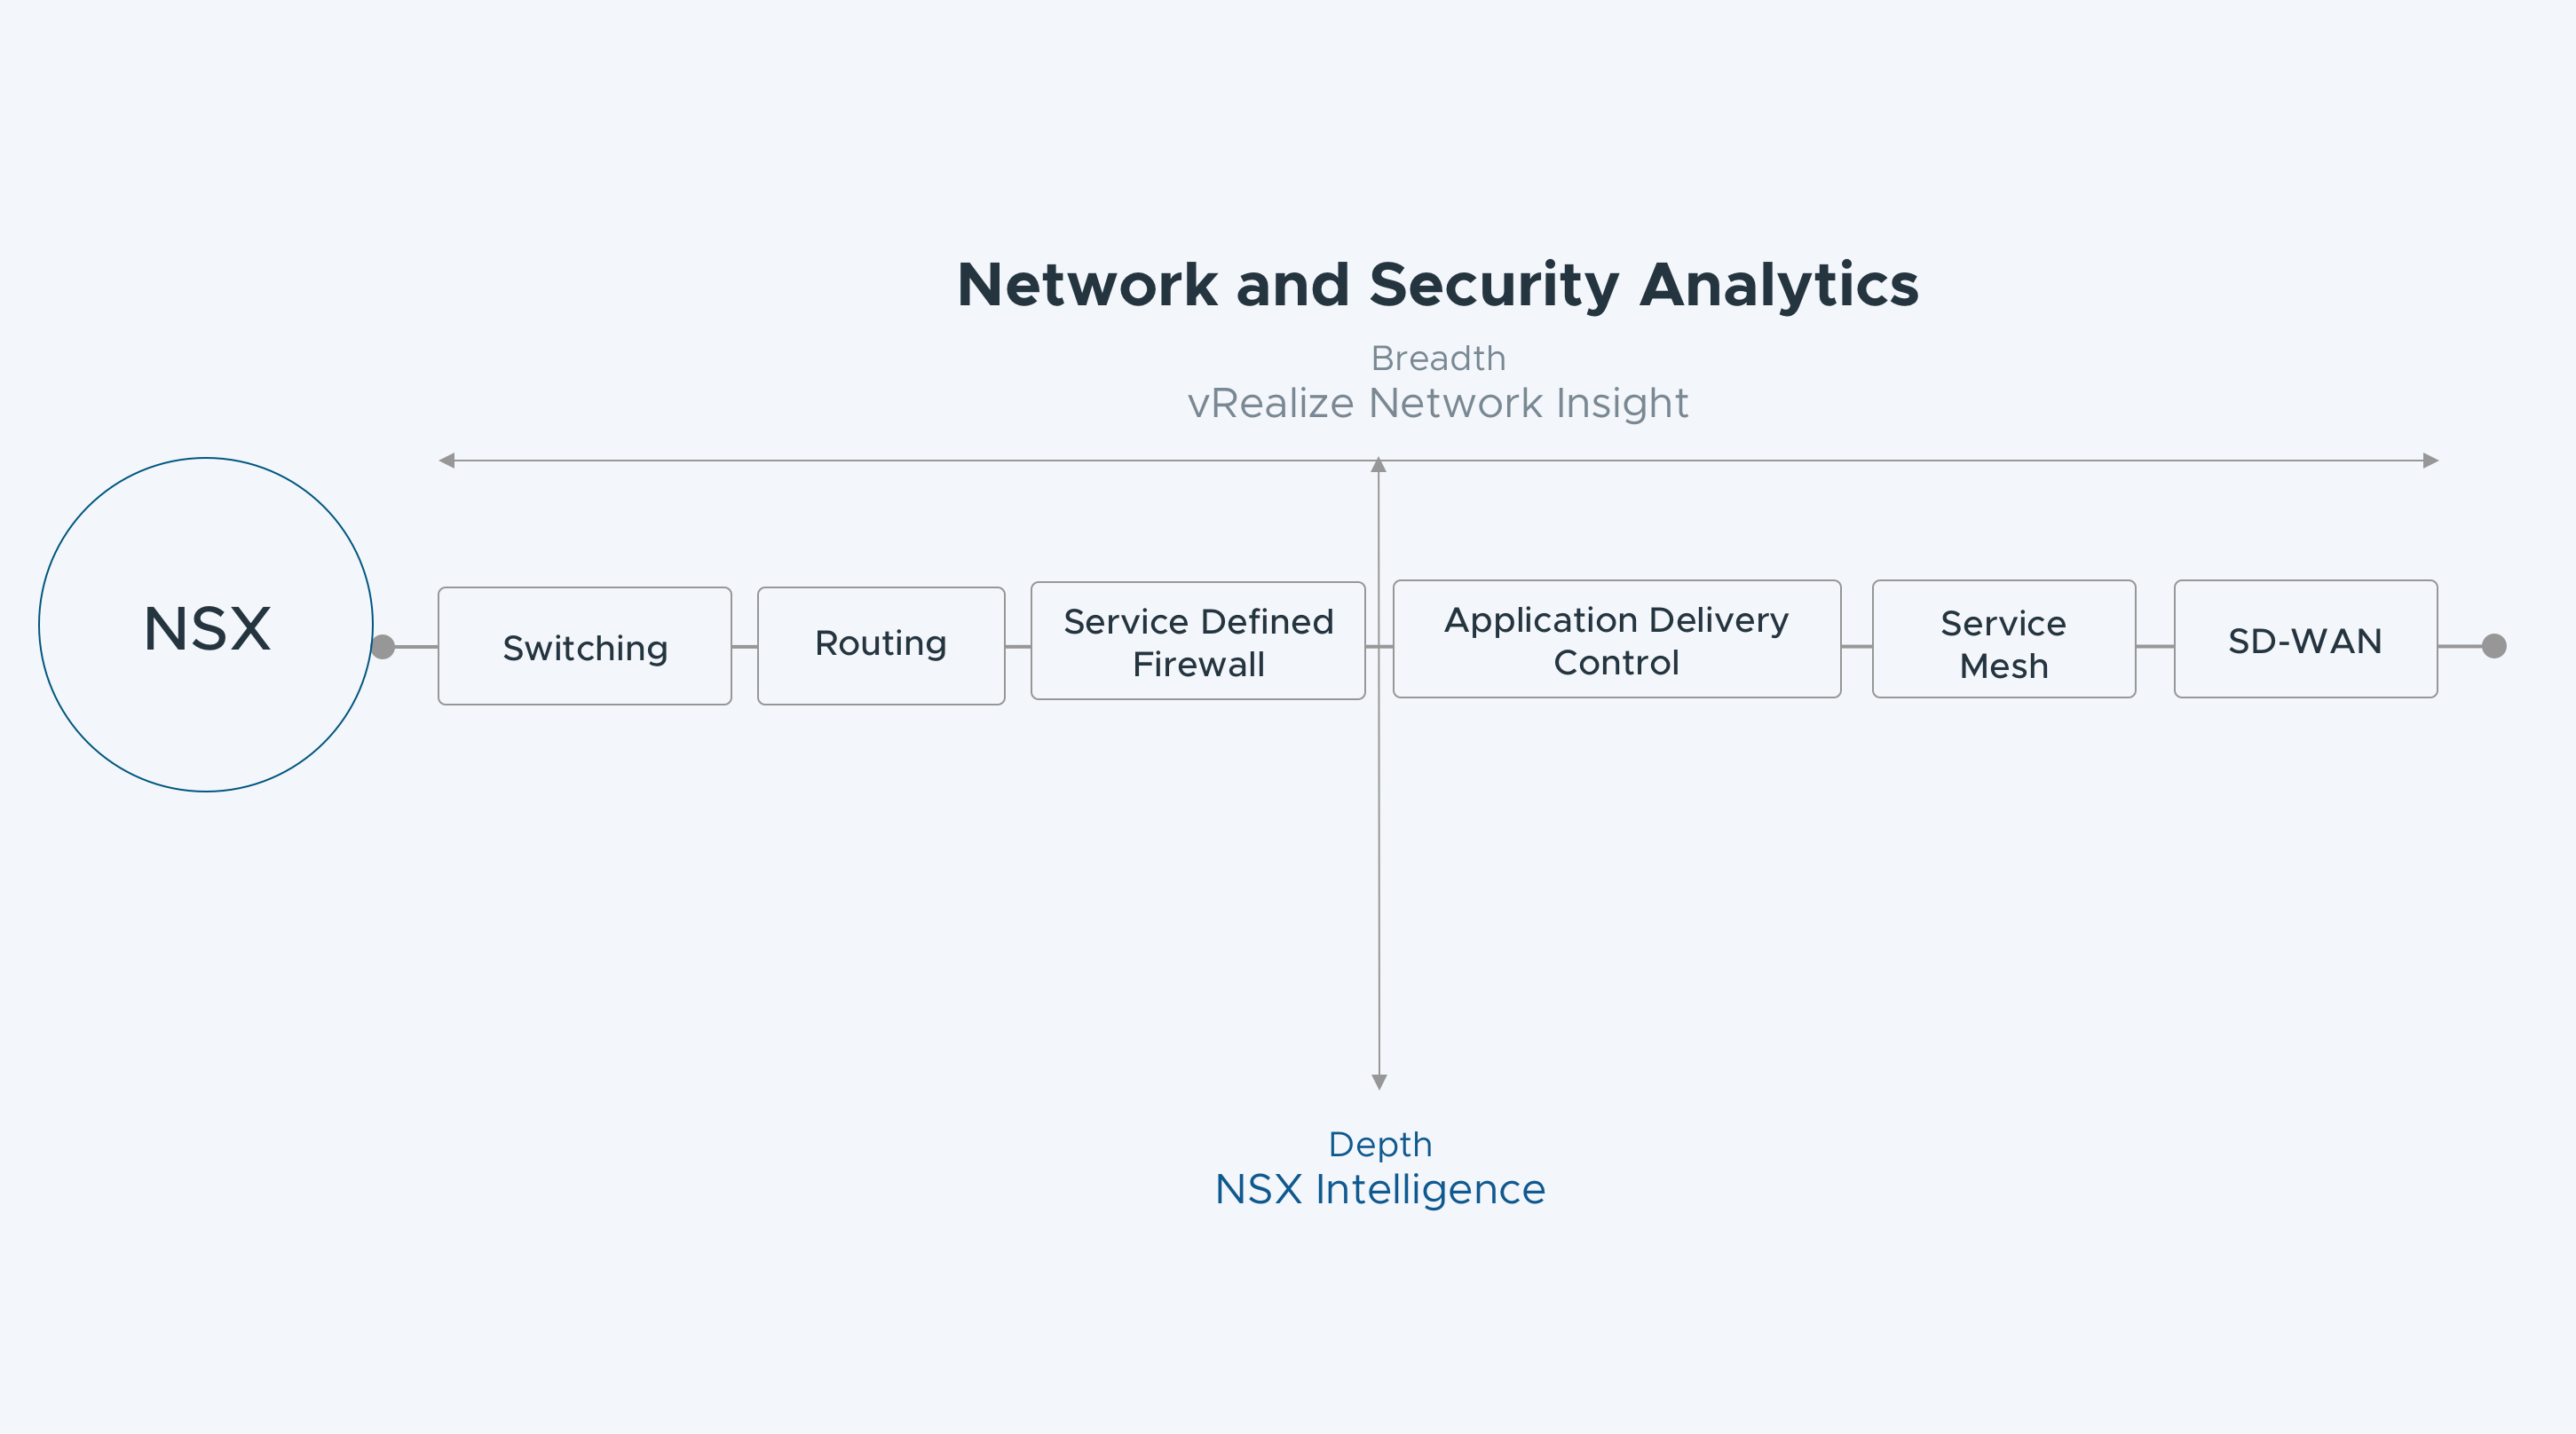 Network and Security Analytics
Breadth
vRealize Network Insight
NSX
Switching
Routing
Service Defined
Firewall
Application Delivery
Control
Service
Mesh
SD-WAN
Depth
NSX Intelligence